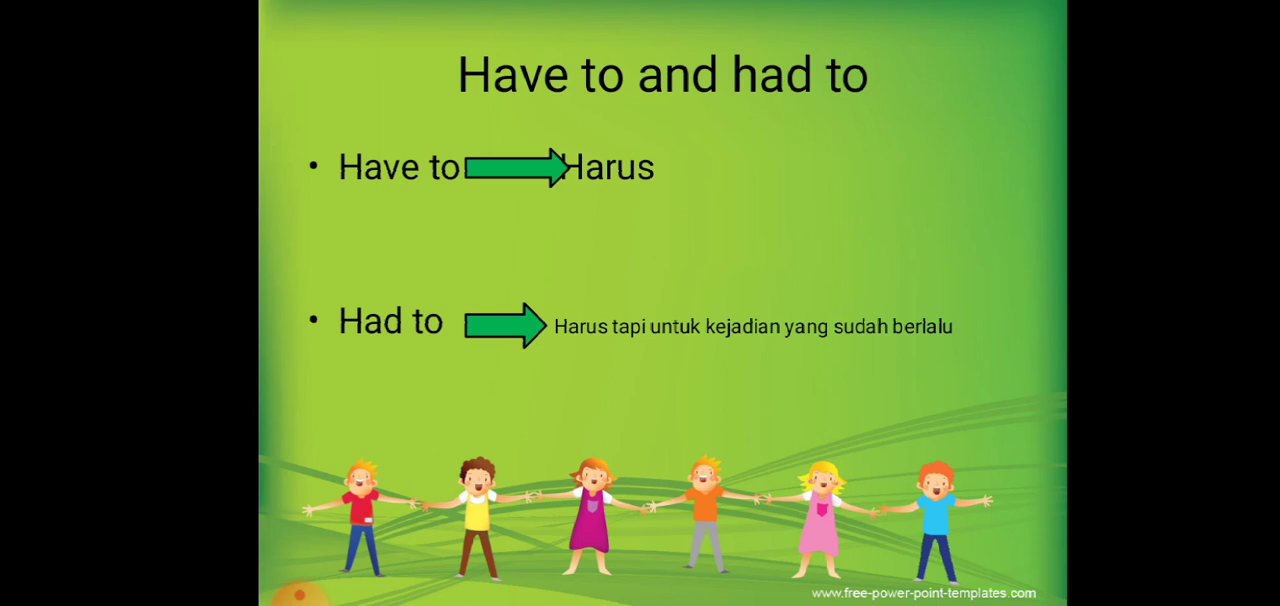 Have to and had to
• Have to Harus
• Had to Harus tapi untuk kejadian yang sudah berlalu
www.free-power-point-templates.com